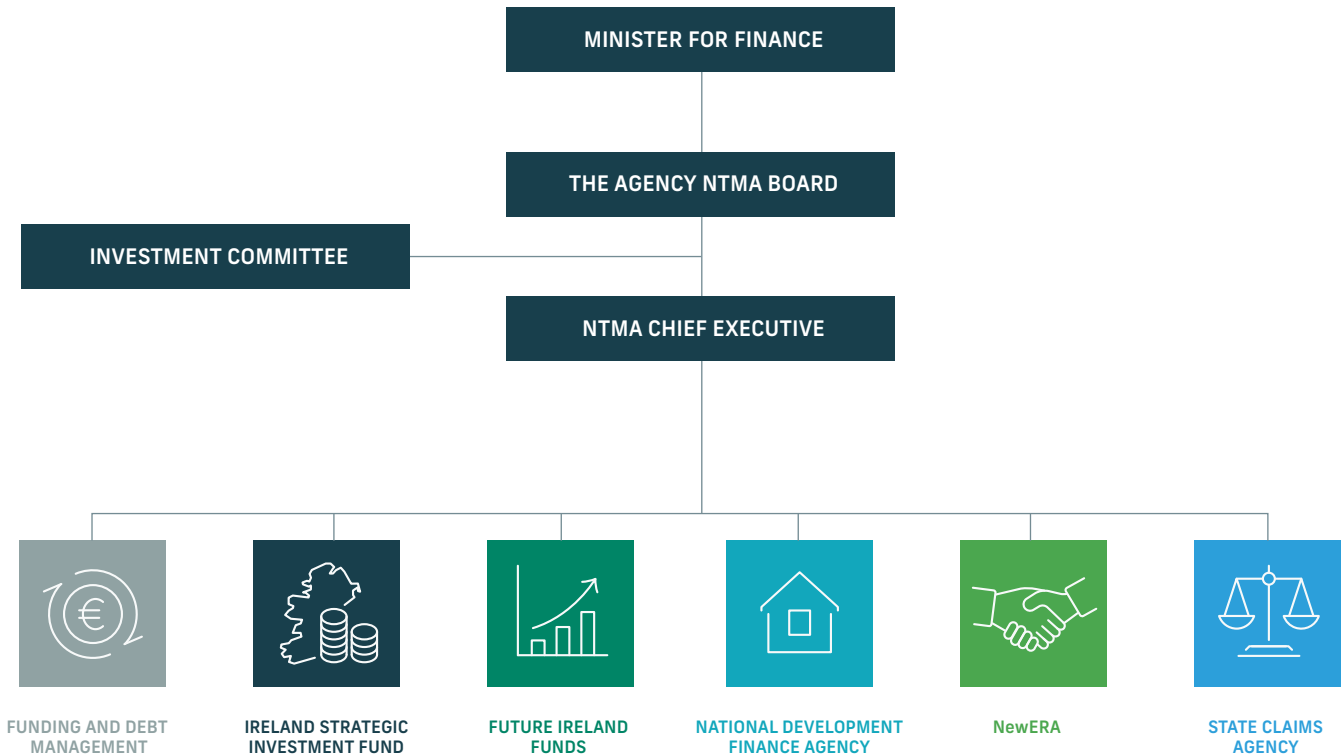 MINISTER FOR FINANCE
THE AGENCY NTMA BOARD
INVESTMENT COMMITTEE
NTMA CHIEF EXECUTIVE
€
FUNDING AND DEBT
MANAGEMENT
IRELAND STRATEGIC
INVESTMENT FUND
FUTURE IRELAND
FUNDS
NATIONAL DEVELOPMENT
FINANCE AGENCY
NewERA
STATE CLAIMS
AGENCY